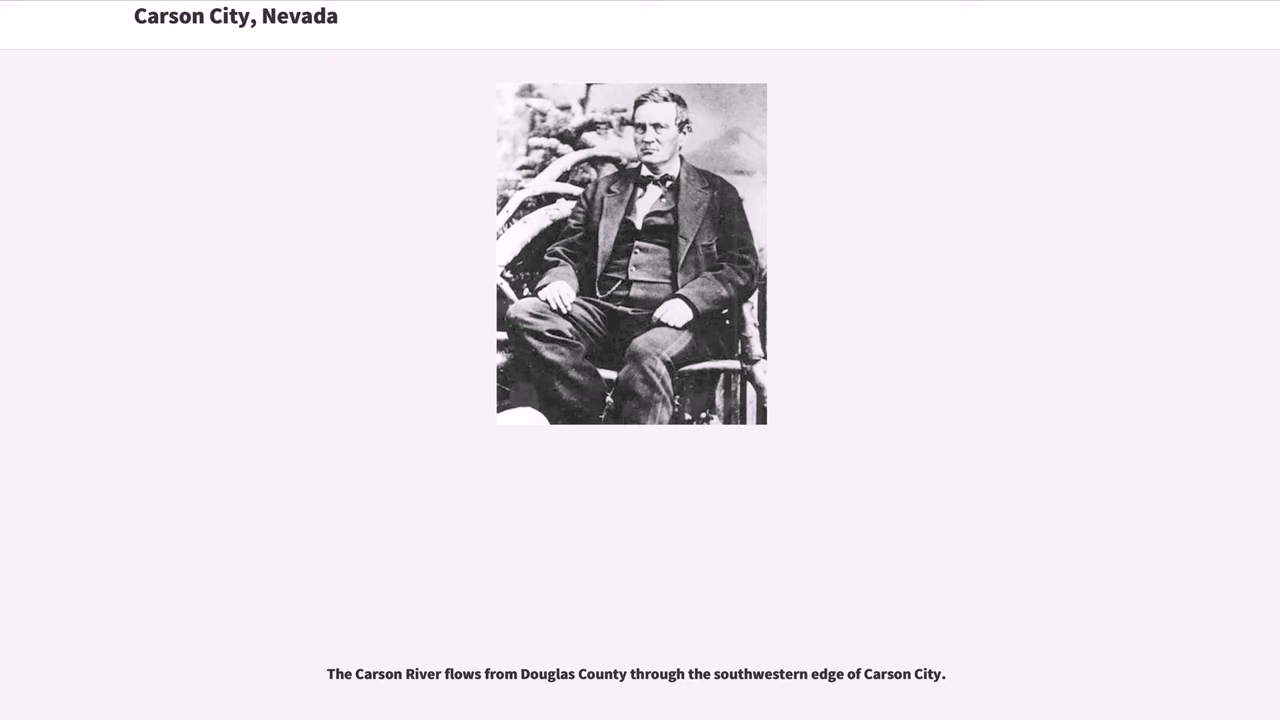 Carson City, Nevada
The Carson River flows from Douglas County through the southwestern edge of Carson City.